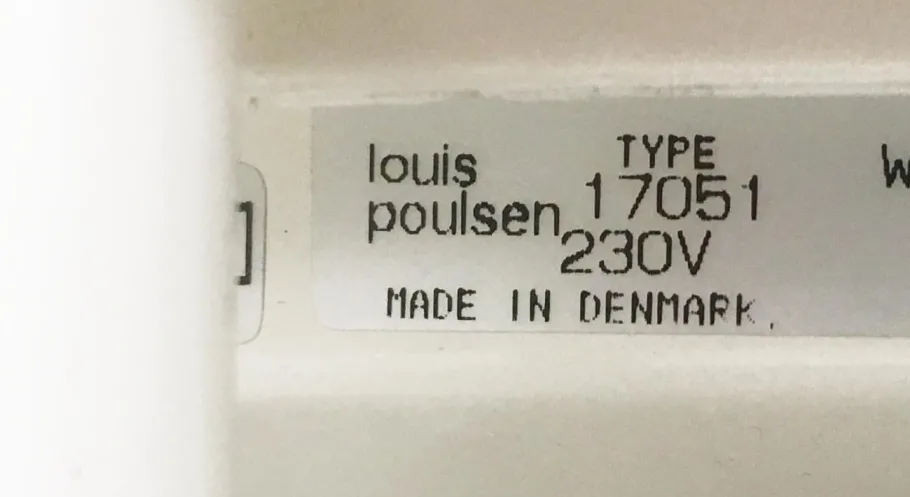 louis
poulsen
TYPE
17051
230V
MADE IN DENMARK.
W